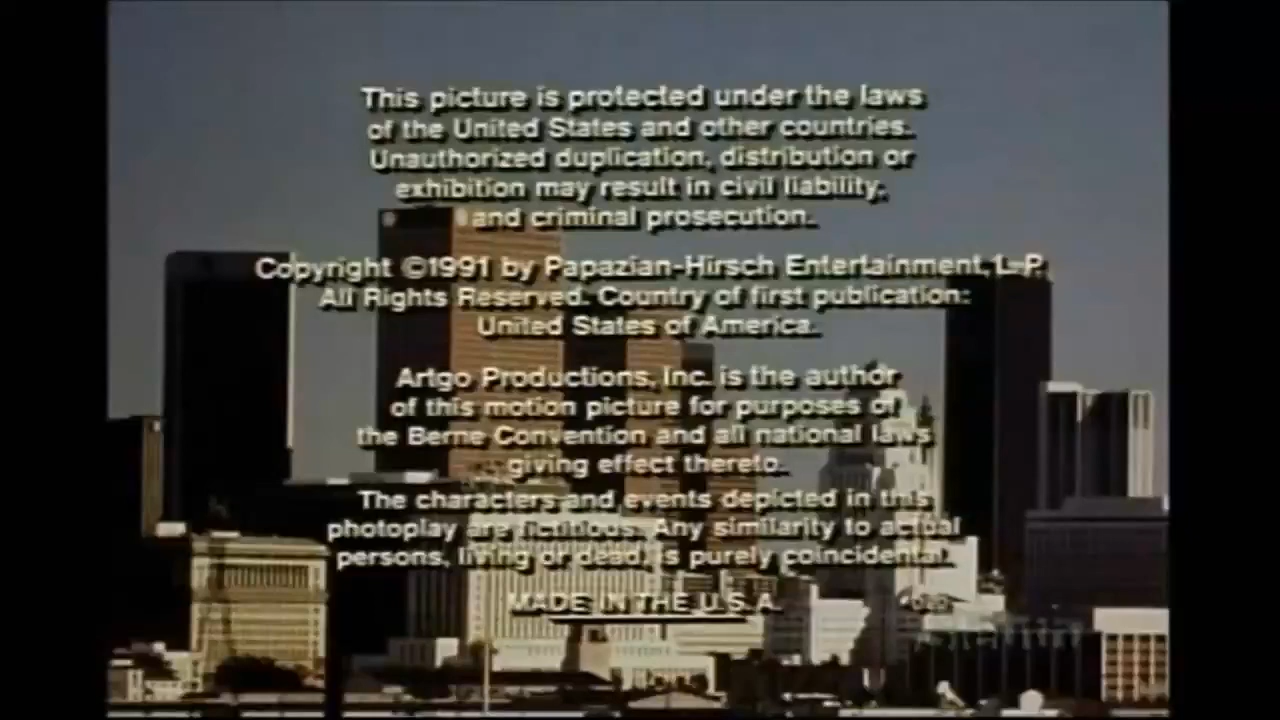 This picture is protected under the laws
of the United States and other countries.
Unauthorized duplication, distribution or
exhibition may result in civil liability,
and criminal prosecution.
Copyright ©1991 by Papazian-Hirsch Entertainment, L.P.
All Rights Reserved. Country of first publication:
United States of America.
Artgo Productions, Inc. is the author
of this motion picture for purposes of
the Berne Convention and all national laws
giving effect thereto.
The characters and events depicted in this
photoplay are fictitious. Any similarity to actual
persons, living or dead, is purely coincidental.
MADE IN THE U.S.A.